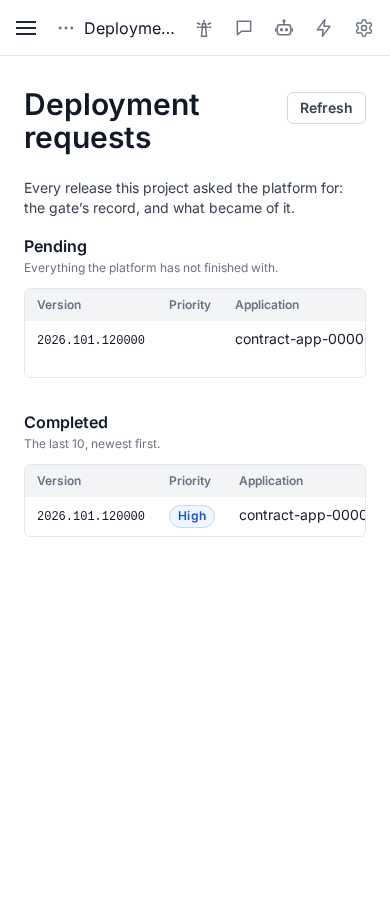 Deployme...
Deployment
requests
Refresh
Every release this project asked the platform for:
the gate’s record, and what became of it.
Pending
Everything the platform has not finished with.
Version Priority Application
2026.101.120000 contract-app-0000
Completed
The last 10, newest first.
Version Priority Application
2026.101.120000 High contract-app-0000